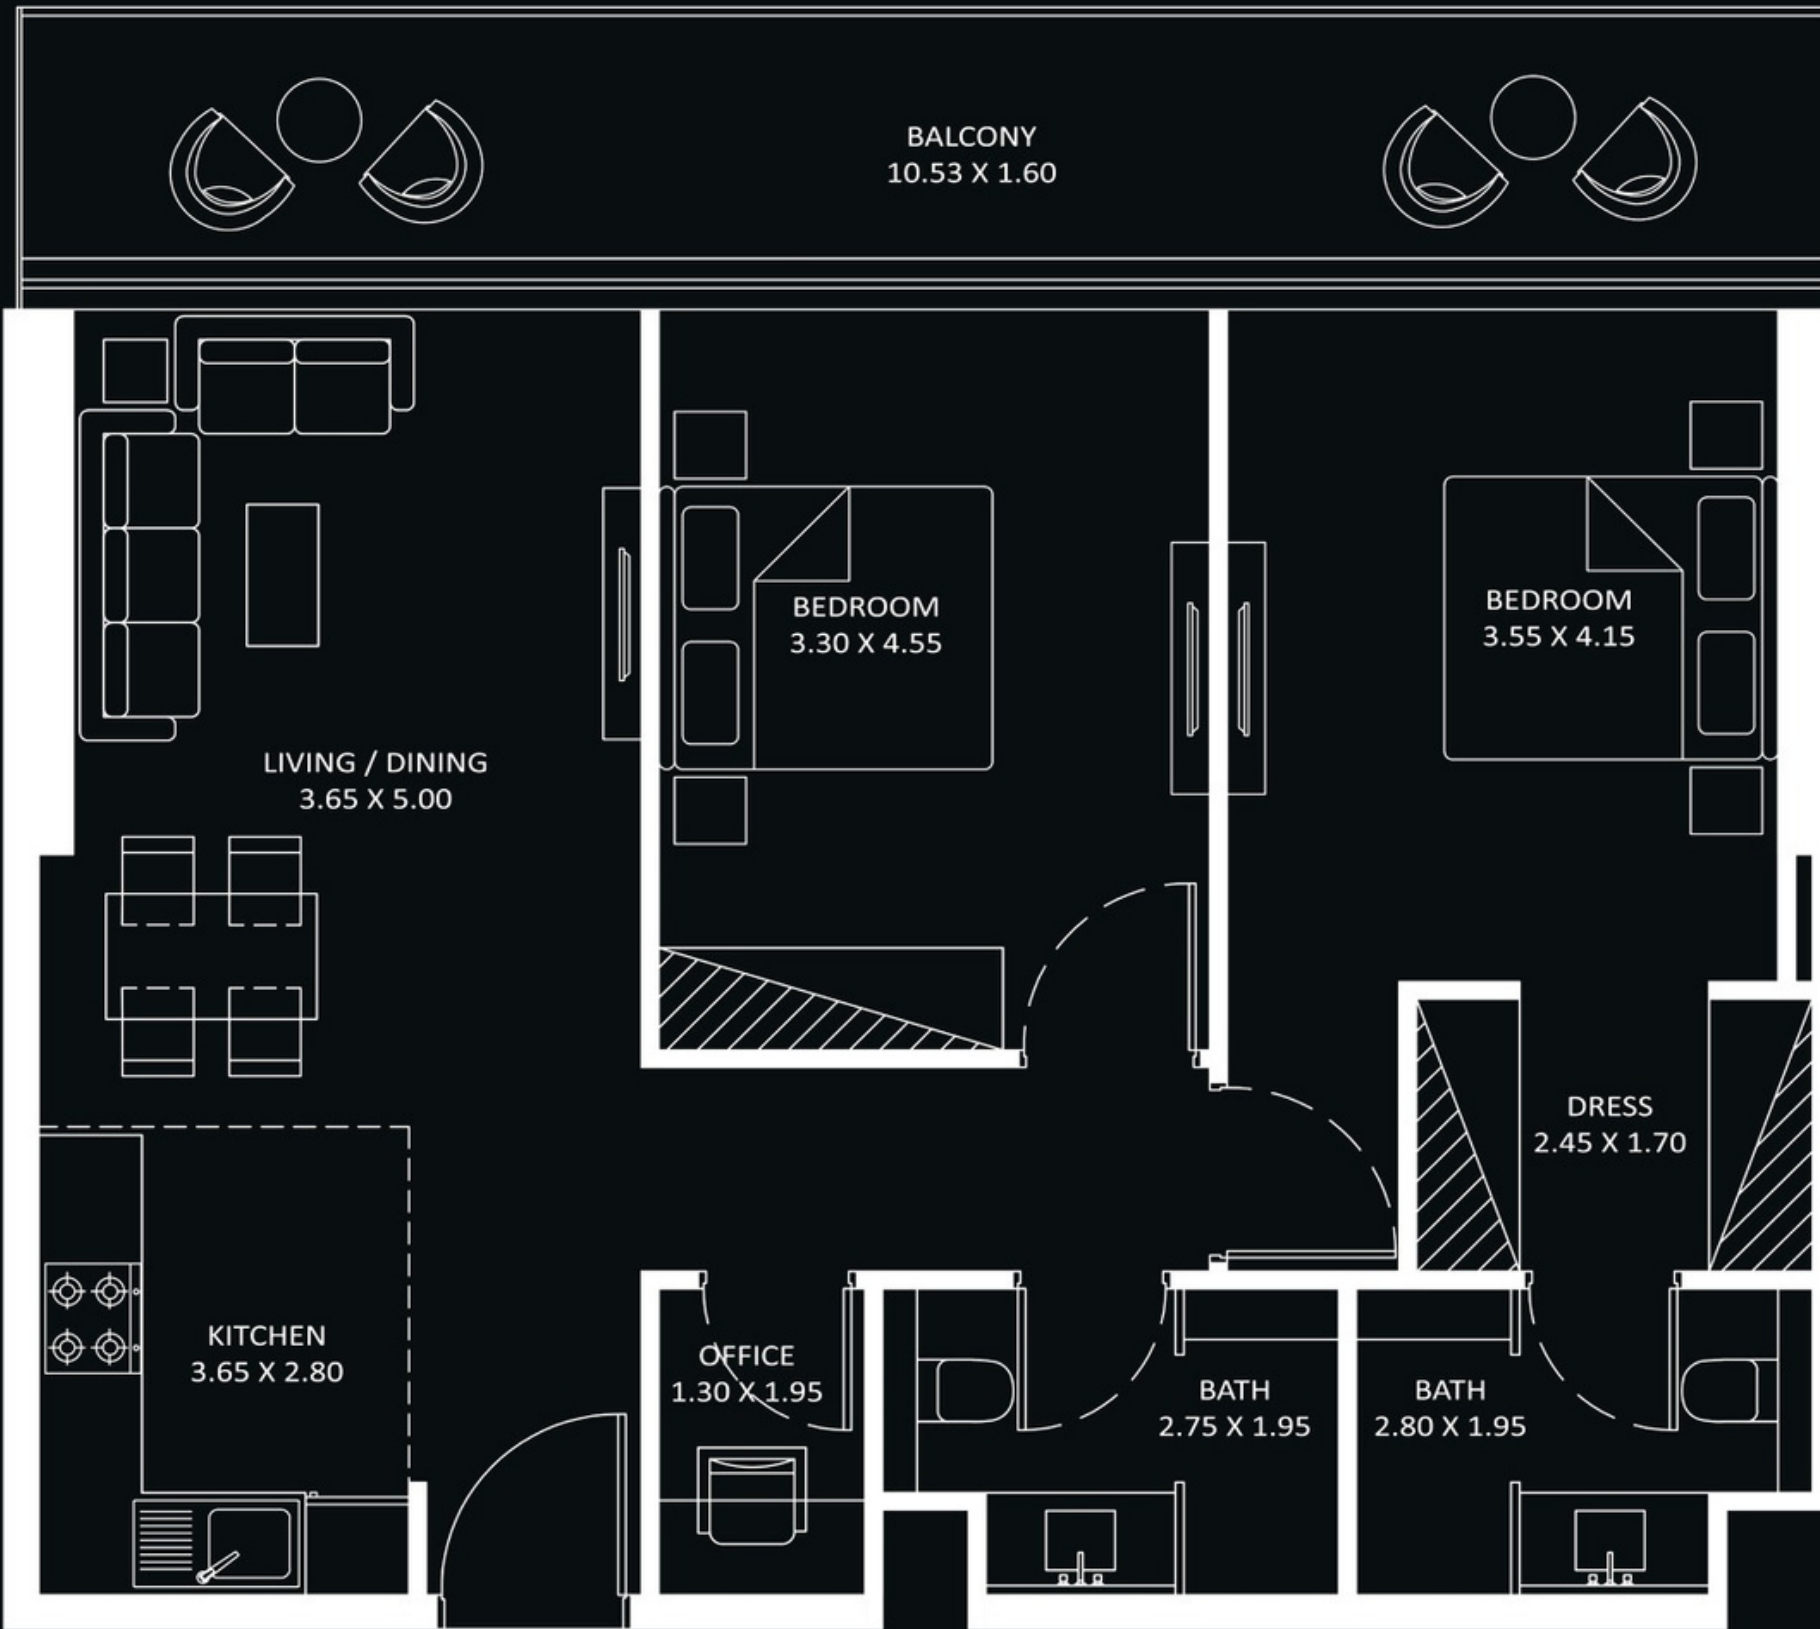 BALCONY
10.53 X 1.60
BEDROOM
3.30 X 4.55
BEDROOM
3.55 X 4.15
LIVING / DINING
3.65 X 5.00
DRESS
2.45 X 1.70
KITCHEN
3.65 X 2.80
OFFICE
1.30 X 1.95
BATH
2.75 X 1.95
BATH
2.80 X 1.95